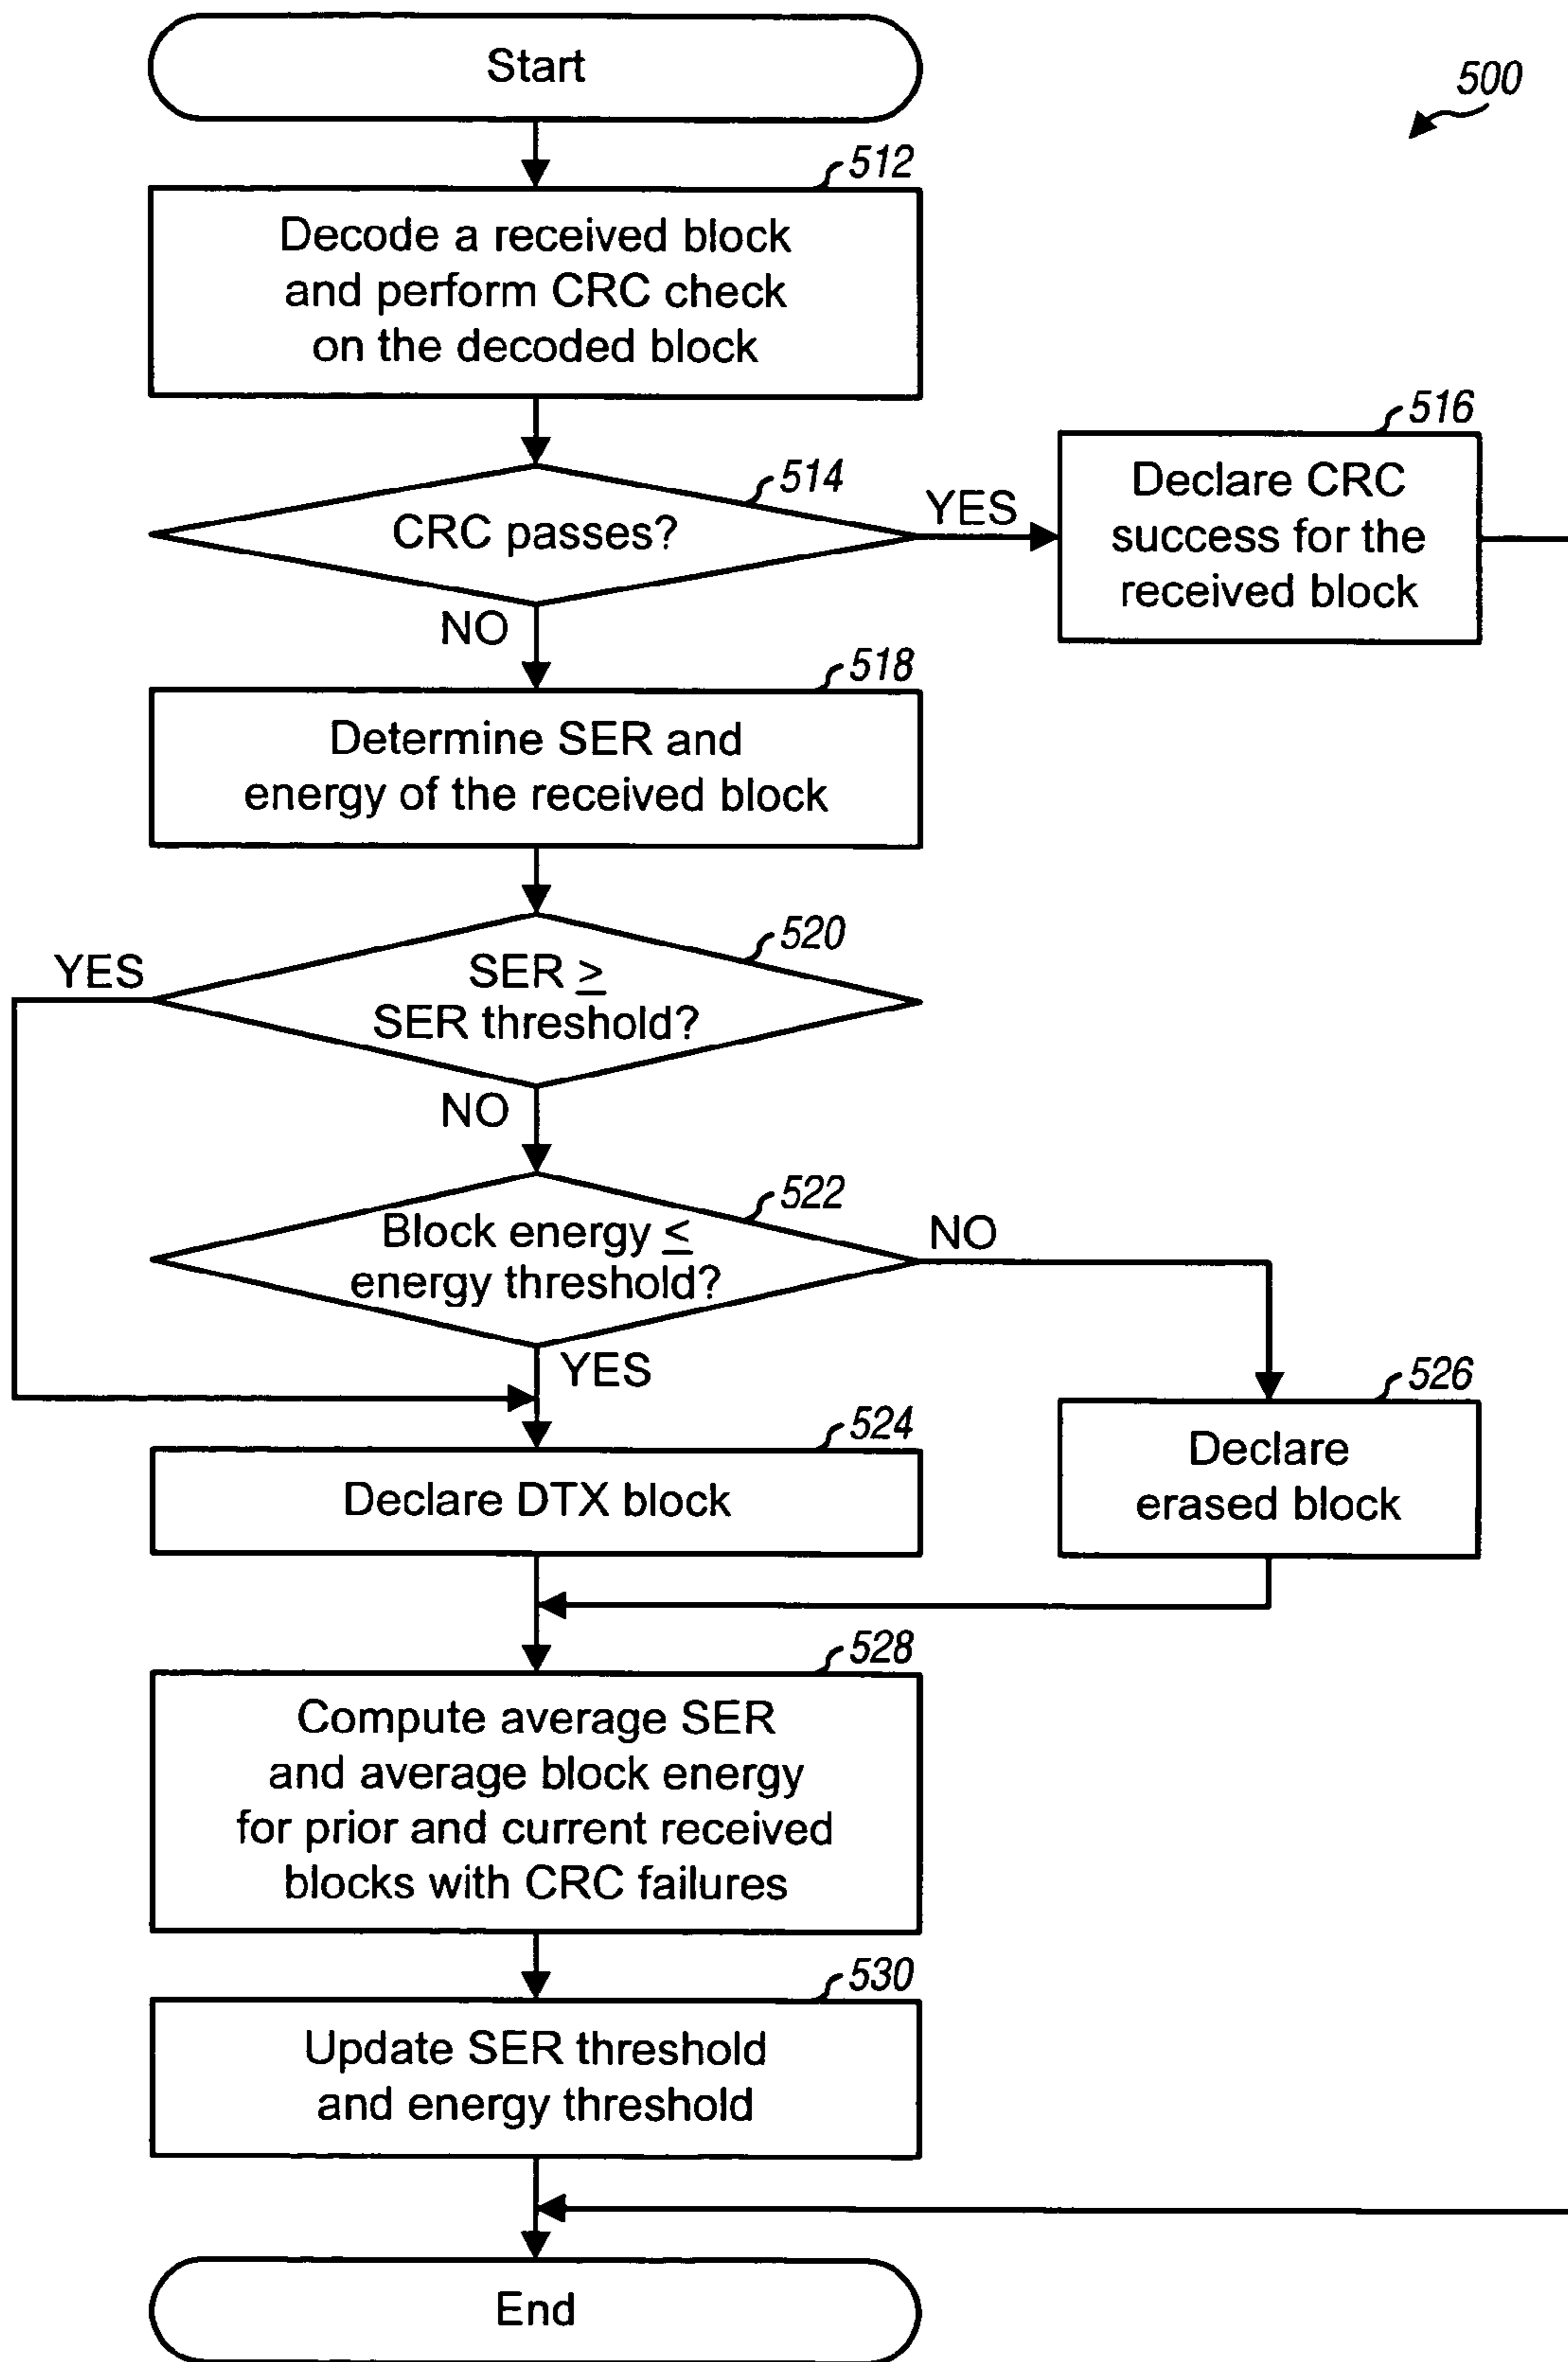 Start
500
512
Decode a received block
and perform CRC check
on the decoded block
514
CRC passes?
YES
516
Declare CRC
success for the
received block
NO
518
Determine SER and
energy of the received block
520
YES
SER ≥
SER threshold?
NO
522
Block energy ≤
energy threshold?
NO
YES
524
Declare DTX block
526
Declare
erased block
528
Compute average SER
and average block energy
for prior and current received
blocks with CRC failures
530
Update SER threshold
and energy threshold
End